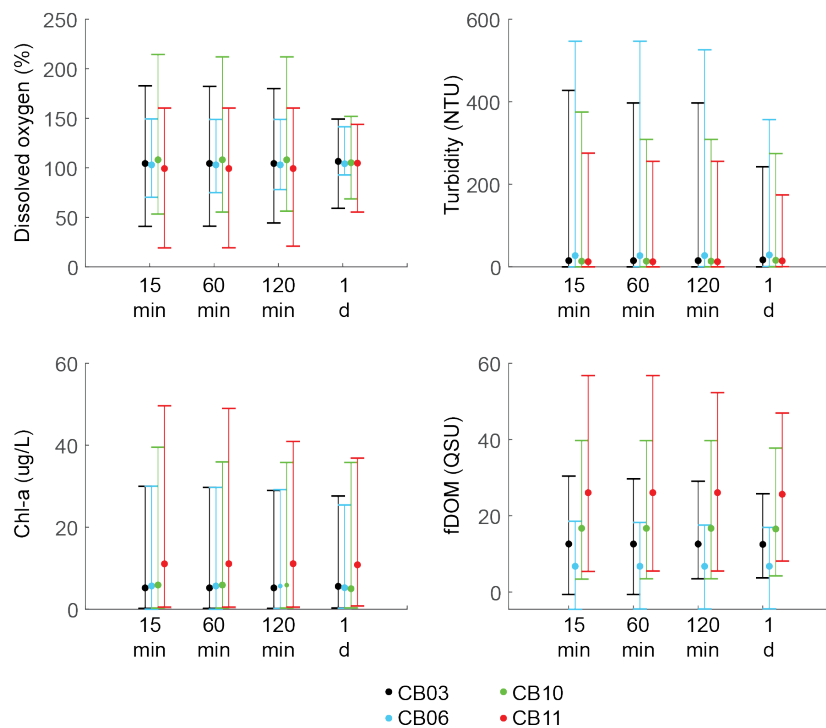 Dissolved oxygen (%)
250
200
150
100
50
0
15 60 120 1
min min min d
Turbidity (NTU)
600
400
200
0
15 60 120 1
min min min d
Chl-a (ug/L)
60
40
20
0
15 60 120 1
min min min d
fDOM (QSU)
60
40
20
0
15 60 120 1
min min min d
CB03 CB10
CB06 CB11